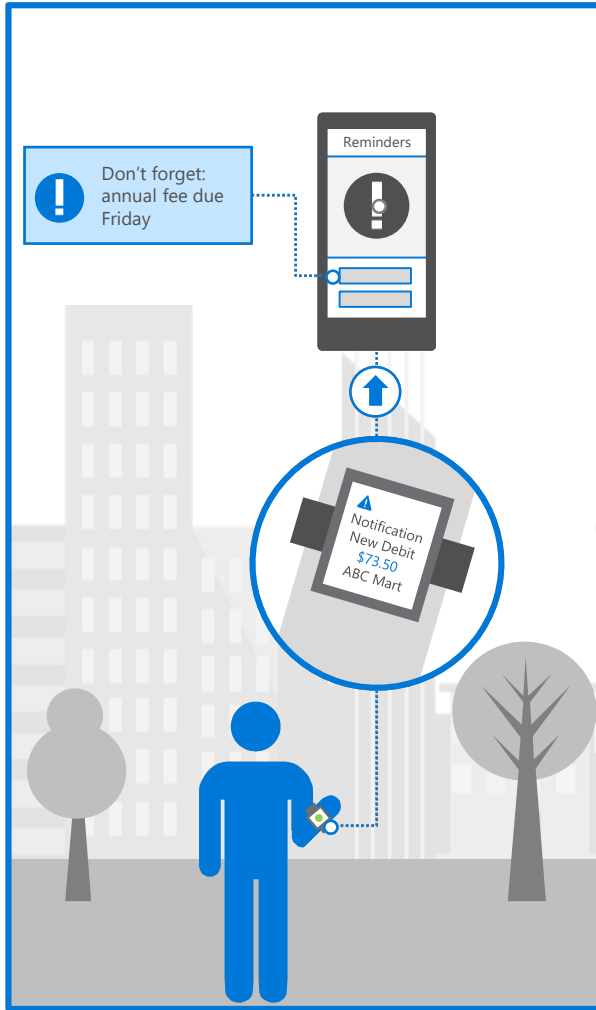 Reminders
Don't forget:
annual fee due
Friday
Notification
New Debit
$73.50
ABC Mart